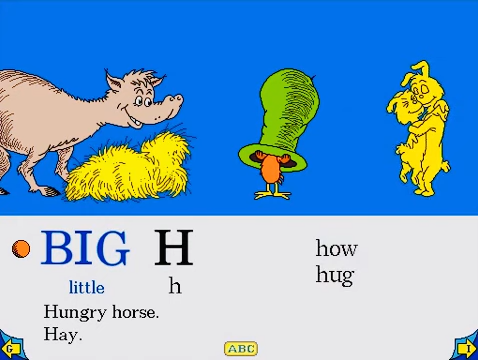 BIG H
little h
Hungry horse.
Hay.
how
hug
G
ABC
I